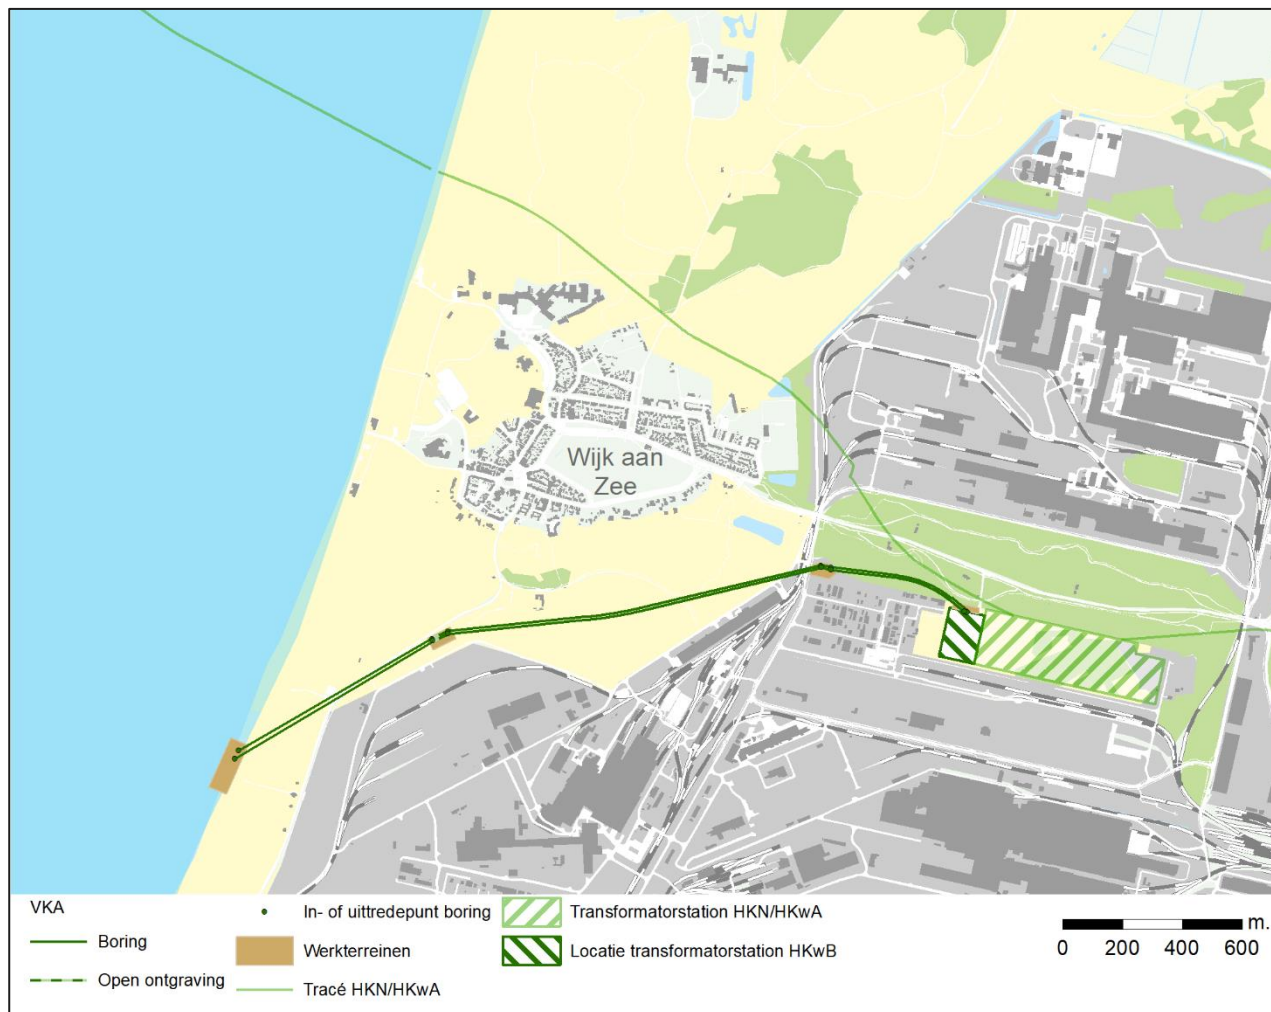 Wijk aan
Zee
VKA
Boring
Open ontgraving
In- of uittredepunt boring
Werkterreinen
Tracé HKN/HKwA
Transformatorstation HKN/HKwA
Locatie transformatorstation HKwB
m.
0 200 400 600